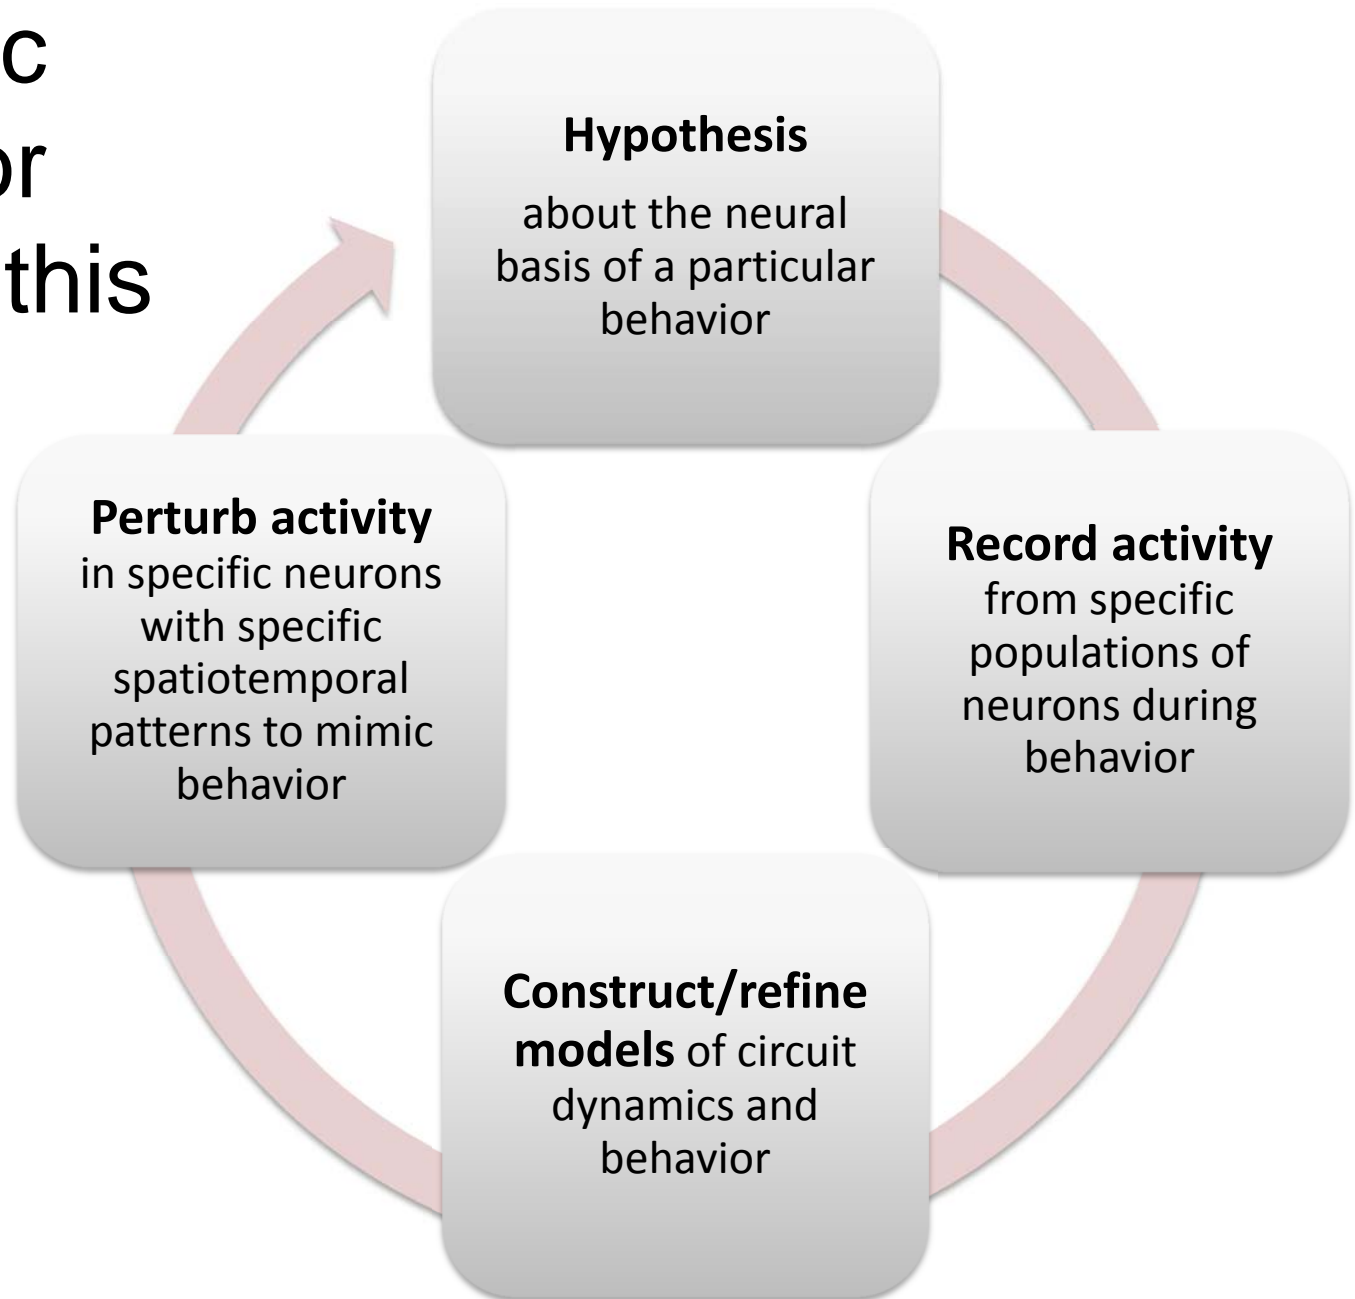 c
or
this
Hypothesis
about the neural
basis of a particular
behavior
Record activity
from specific
populations of
neurons during
behavior
Construct/refine
models of circuit
dynamics and
behavior
Perturb activity
in specific neurons
with specific
spatiotemporal
patterns to mimic
behavior